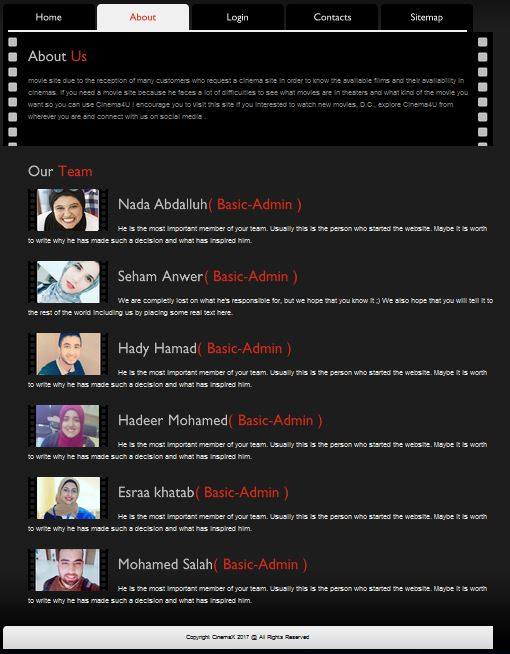 Home About Login Contacts Sitemap
About Us
movie site due to the reception of many customers who request a cinema site in order to know the available films and their availability in
cinemas. If you need a movie site because he faces a lot of difficulties to see what movies are in theaters and what kind of the movie you
want so you can use Cinema4U I encourage you to visit this site if you interested to watch new movies, D.C., explore Cinema4U from
wherever you are and connect with us on social media .
Our Team
Nada Abdalluh( Basic-Admin )
He is the most important member of your team. Usually this is the person who started the website. Maybe it is worth
to write why he has made such a decision and what has inspired him.
Seham Anwer( Basic-Admin )
We are completly lost on what he's responsible for, but we hope that you know it ;) We also hope that you will tell it to
the rest of the world including us by placing some real text here.
Hady Hamad( Basic-Admin )
He is the most important member of your team. Usually this is the person who started the website. Maybe it is worth
to write why he has made such a decision and what has inspired him.
Hadeer Mohamed( Basic-Admin )
He is the most important member of your team. Usually this is the person who started the website. Maybe it is worth
to write why he has made such a decision and what has inspired him.
Esraa khatab( Basic-Admin )
He is the most important member of your team. Usually this is the person who started the website. Maybe it is worth
to write why he has made such a decision and what has inspired him.
Mohamed Salah( Basic-Admin )
He is the most important member of your team. Usually this is the person who started the website. Maybe it is worth
to write why he has made such a decision and what has inspired him.
Copyright CinemaX 2017 @ All Rights Reserved